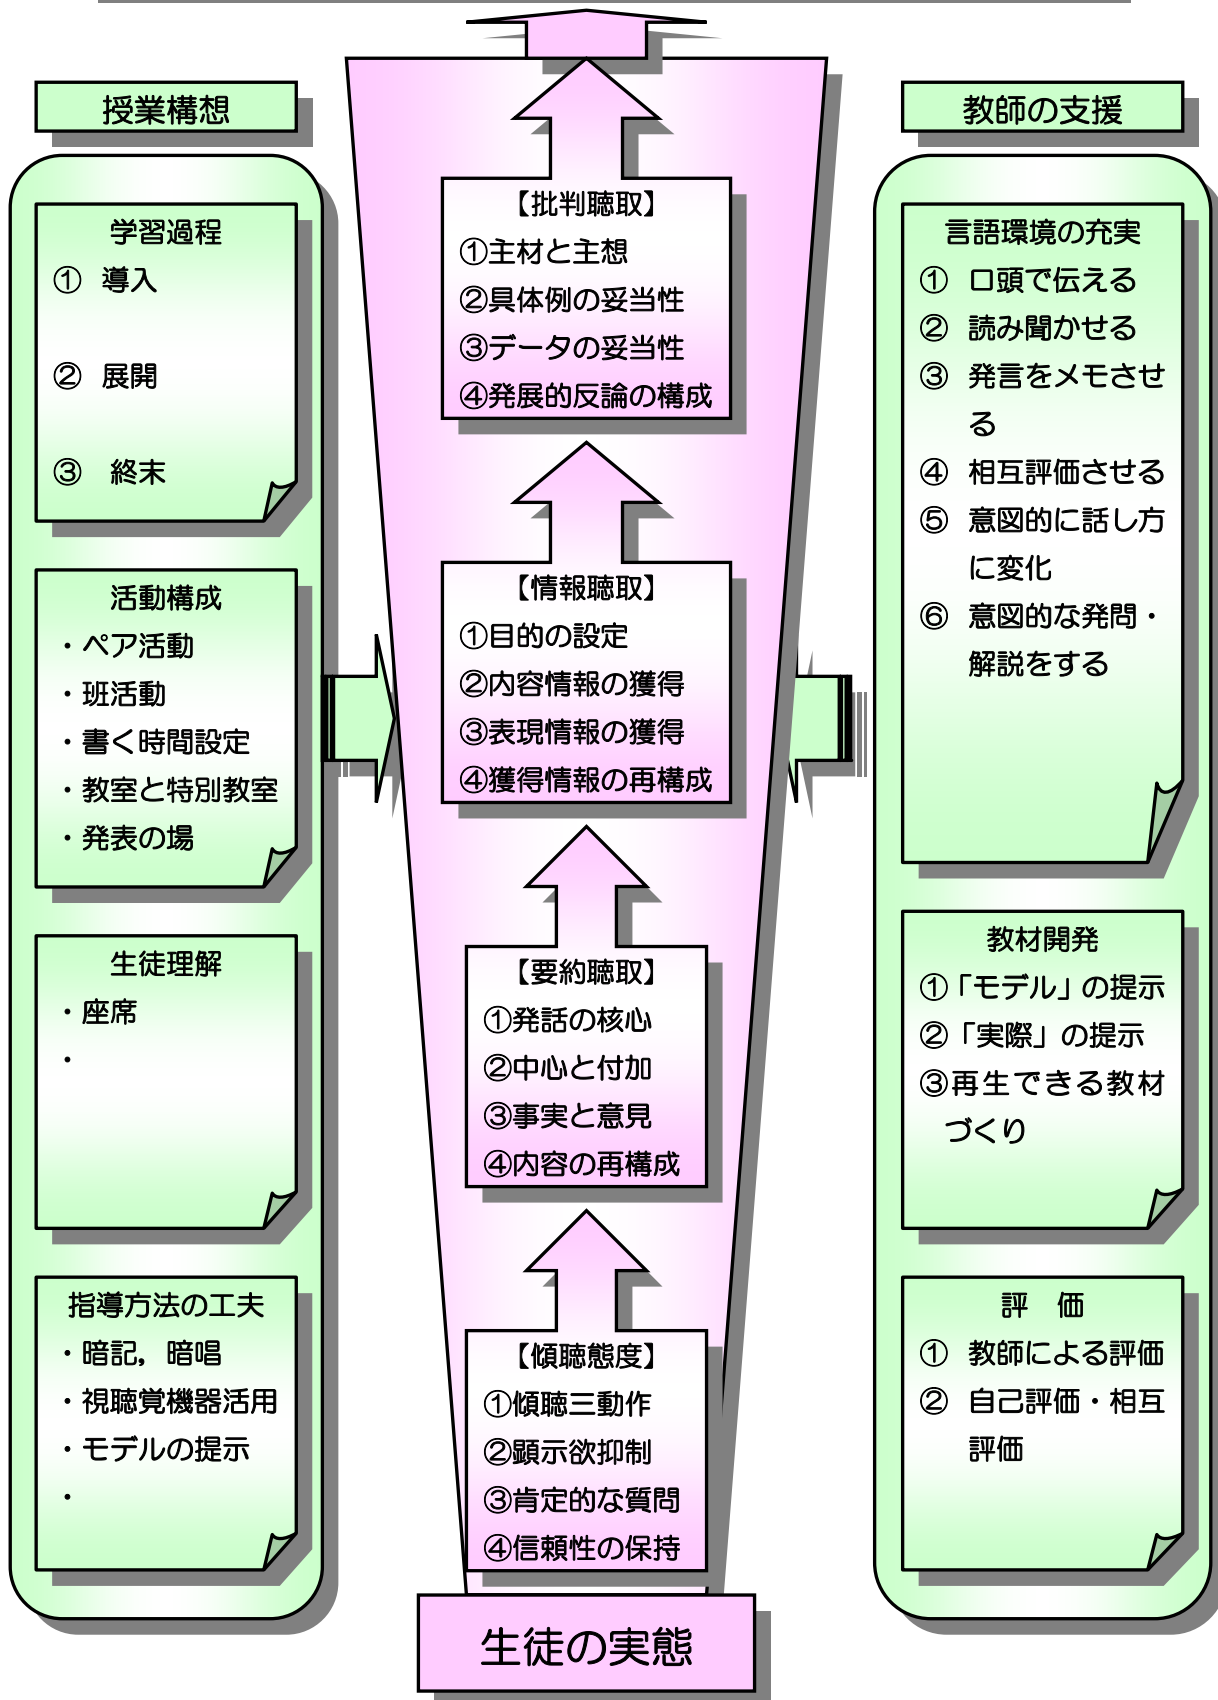 授業構想
学習過程
① 導入
② 展開
③ 終末
活動構成
・ペア活動
・班活動
・書く時間設定
・教室と特別教室
・発表の場
生徒理解
・座席
・
指導方法の工夫
・暗記，暗唱
・視聴覚機器活用
・モデルの提示
・
【批判聴取】
①主材と主想
②具体例の妥当性
③データの妥当性
④発展的反論の構成
【情報聴取】
①目的の設定
②内容情報の獲得
③表現情報の獲得
④獲得情報の再構成
【要約聴取】
①発話の核心
②中心と付加
③事実と意見
④内容の再構成
【傾聴態度】
①傾聴三動作
②顕示欲抑制
③肯定的な質問
④信頼性の保持
生徒の実態
教師の支援
言語環境の充実
① 口頭で伝える
② 読み聞かせる
③ 発言をメモさせ
る
④ 相互評価させる
⑤ 意図的に話し方
に変化
⑥ 意図的な発問・
解説をする
教材開発
①「モデル」の提示
②「実際」の提示
③再生できる教材
づくり
評　価
① 教師による評価
② 自己評価・相互
評価